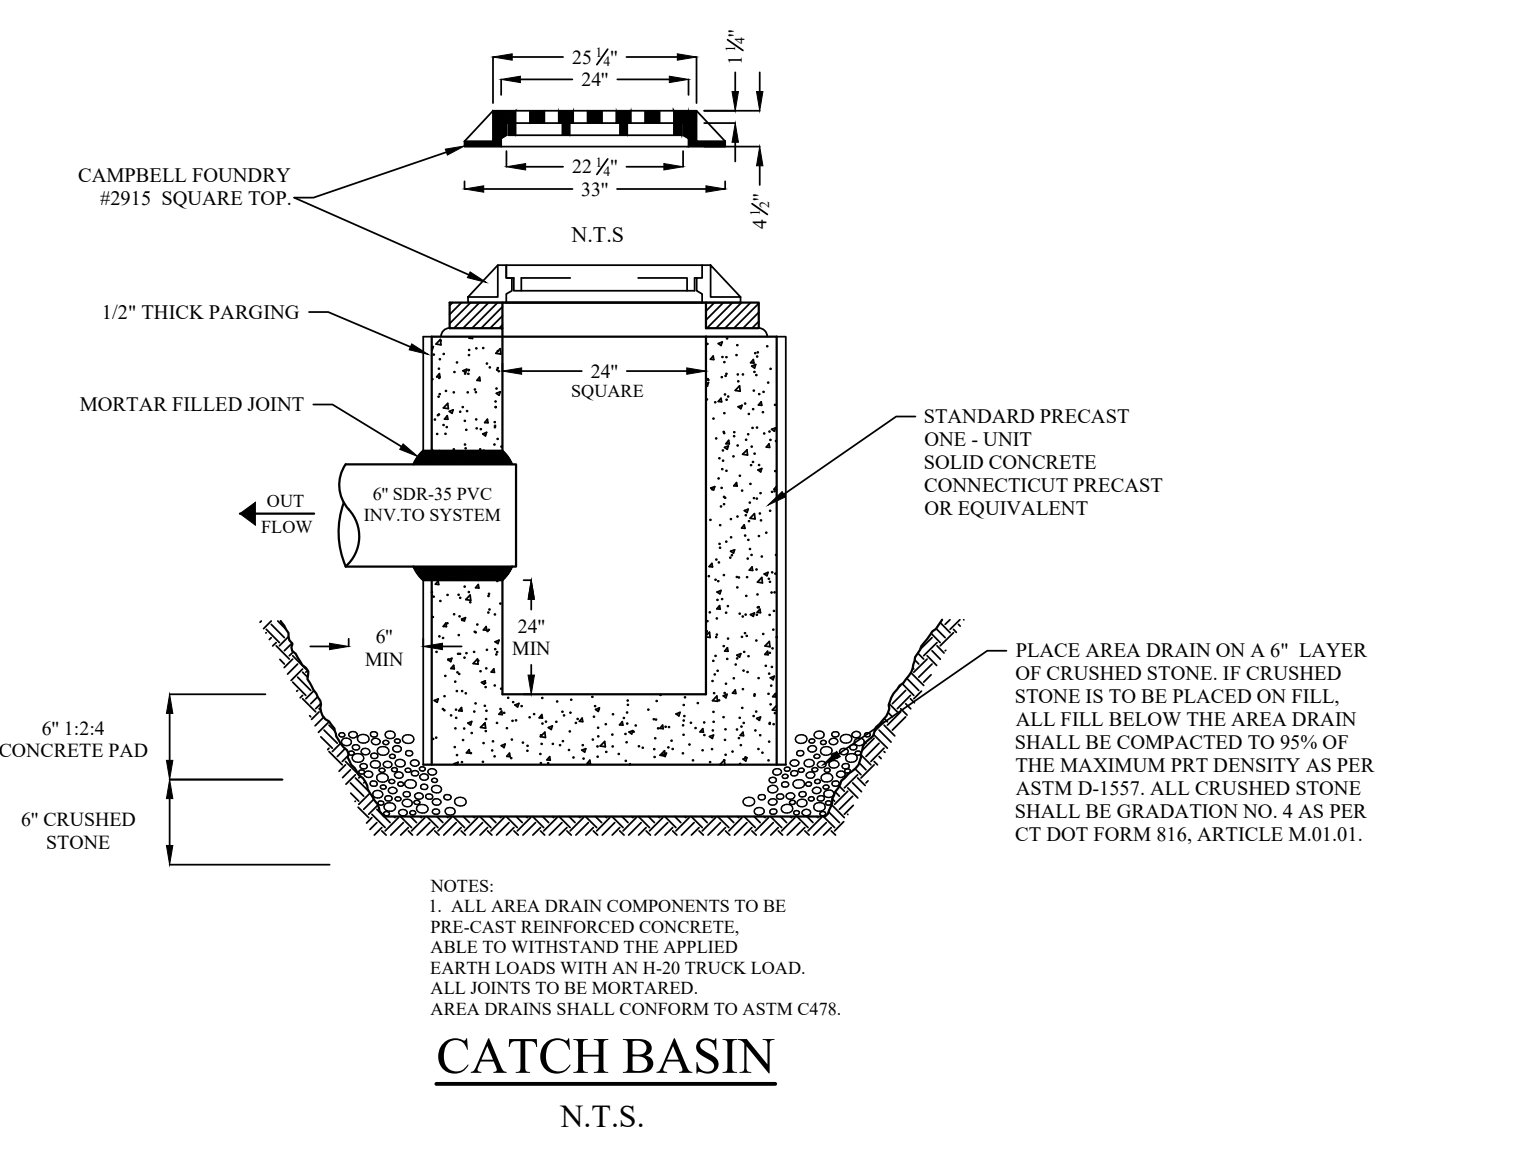 1 ¼"
25 ¼"
24"
22 ¼"
33"
4 ½"
N.T.S
CAMPBELL FOUNDRY
#2915 SQUARE TOP.
1/2" THICK PARGING
24"
SQUARE
MORTAR FILLED JOINT
STANDARD PRECAST
ONE - UNIT
SOLID CONCRETE
CONNECTICUT PRECAST
OR EQUIVALENT
6" SDR-35 PVC
INV.TO SYSTEM
OUT
FLOW
24"
MIN
6"
MIN
PLACE AREA DRAIN ON A 6" LAYER
OF CRUSHED STONE. IF CRUSHED
STONE IS TO BE PLACED ON FILL,
ALL FILL BELOW THE AREA DRAIN
SHALL BE COMPACTED TO 95% OF
THE MAXIMUM PRT DENSITY AS PER
ASTM D-1557. ALL CRUSHED STONE
SHALL BE GRADATION NO. 4 AS PER
CT DOT FORM 816, ARTICLE M.01.01.
6" 1:2:4
CONCRETE PAD
6" CRUSHED
STONE
NOTES:
1. ALL AREA DRAIN COMPONENTS TO BE
PRE-CAST REINFORCED CONCRETE,
ABLE TO WITHSTAND THE APPLIED
EARTH LOADS WITH AN H-20 TRUCK LOAD.
ALL JOINTS TO BE MORTARED.
AREA DRAINS SHALL CONFORM TO ASTM C478.
CATCH BASIN
N.T.S.